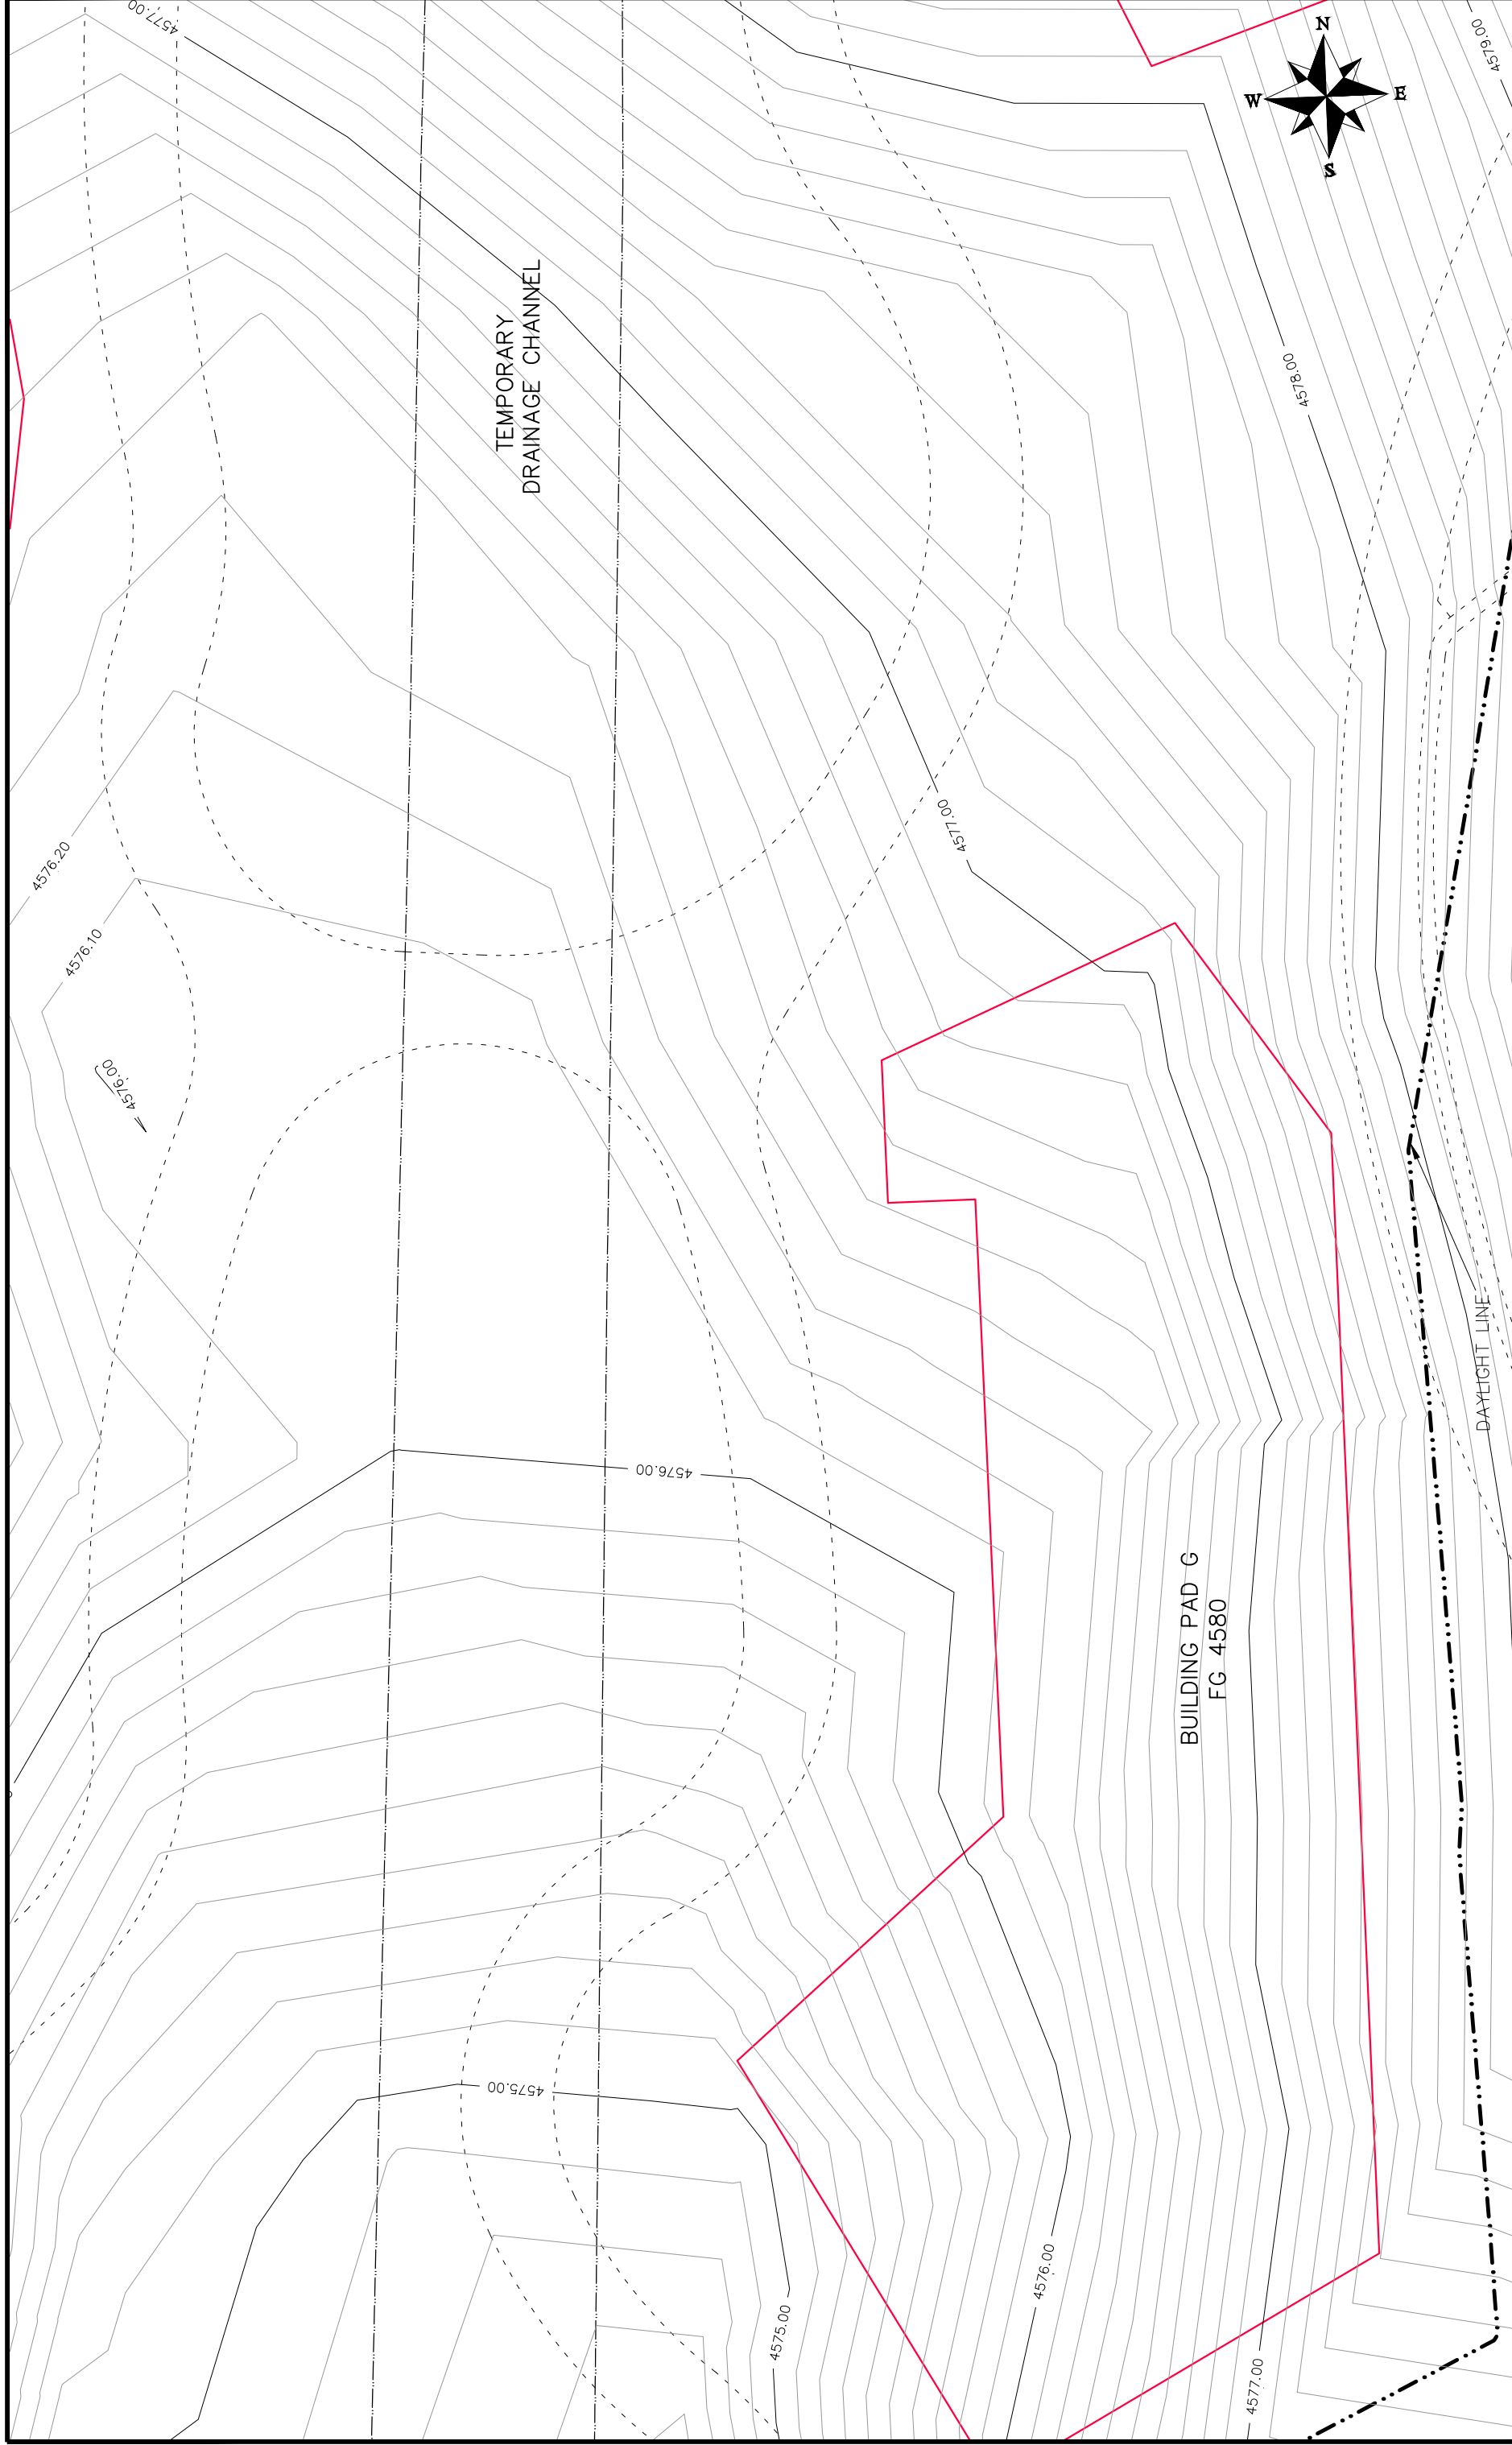 4577.00
4579.00
N
W
E
S
TEMPORARY
DRAINAGE CHANNEL
4578.00
4577.00
4576.20
4576.10
4576.00
DAYLIGHT LINE
4576.00
BUILDING PAD G
FG 4580
4575.00
4576.00
4575.00
4577.00